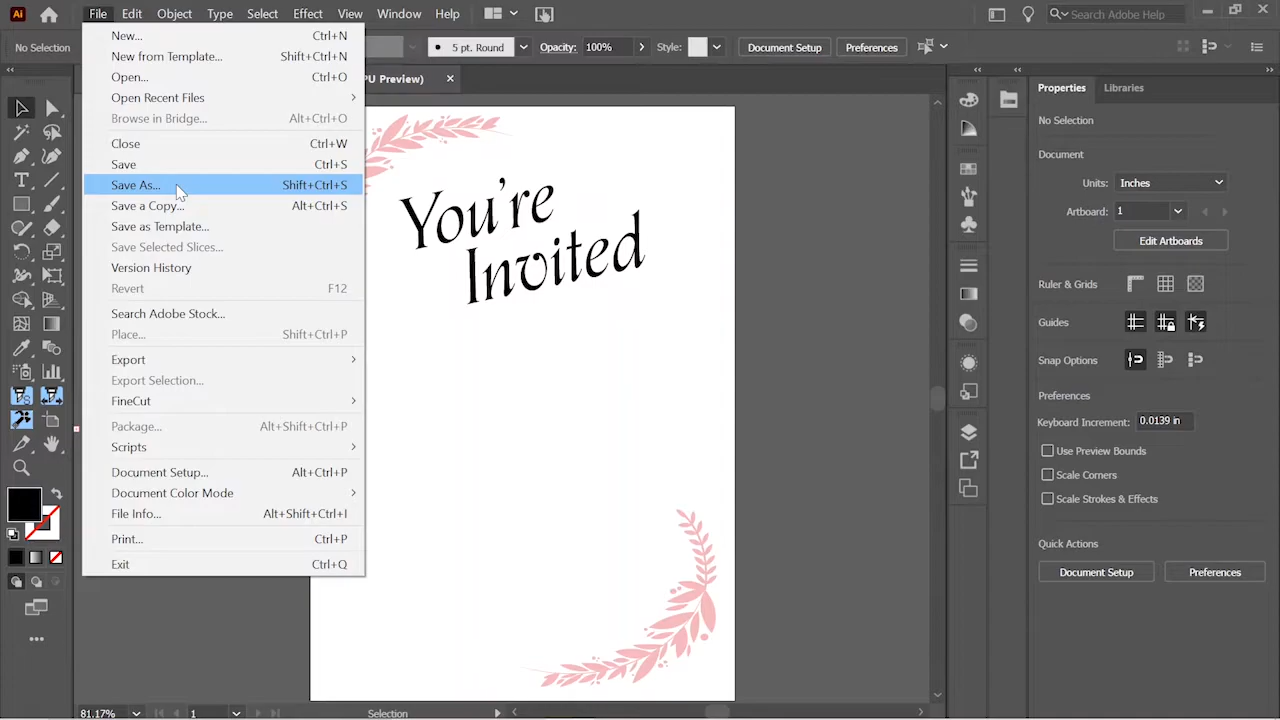 Ai
File Edit Object Type Select Effect View Window Help
Search Adobe Help
No Selection
5 pt. Round
Opacity: 100%
Style:
Document Setup
Preferences
PU Preview)
New... Ctrl+N
New from Template... Shift+Ctrl+N
Open... Ctrl+O
Open Recent Files
Browse in Bridge... Alt+Ctrl+O
Close Ctrl+W
Save Ctrl+S
Save As... Shift+Ctrl+S
Save a Copy... Alt+Ctrl+S
Save as Template...
Save Selected Slices...
Version History
Revert F12
Search Adobe Stock...
Place... Shift+Ctrl+P
Export
Export Selection...
FineCut
Package... Alt+Shift+Ctrl+P
Scripts
Document Setup... Alt+Ctrl+P
Document Color Mode
File Info... Alt+Shift+Ctrl+I
Print... Ctrl+P
Exit Ctrl+Q
You're
Invited
Properties Libraries
No Selection
Document
Units: Inches
Artboard: 1
Edit Artboards
Ruler & Grids
Guides
Snap Options
Preferences
Keyboard Increment: 0.0139 in
Use Preview Bounds
Scale Corners
Scale Strokes & Effects
Quick Actions
Document Setup
Preferences
81.17%
1
Selection